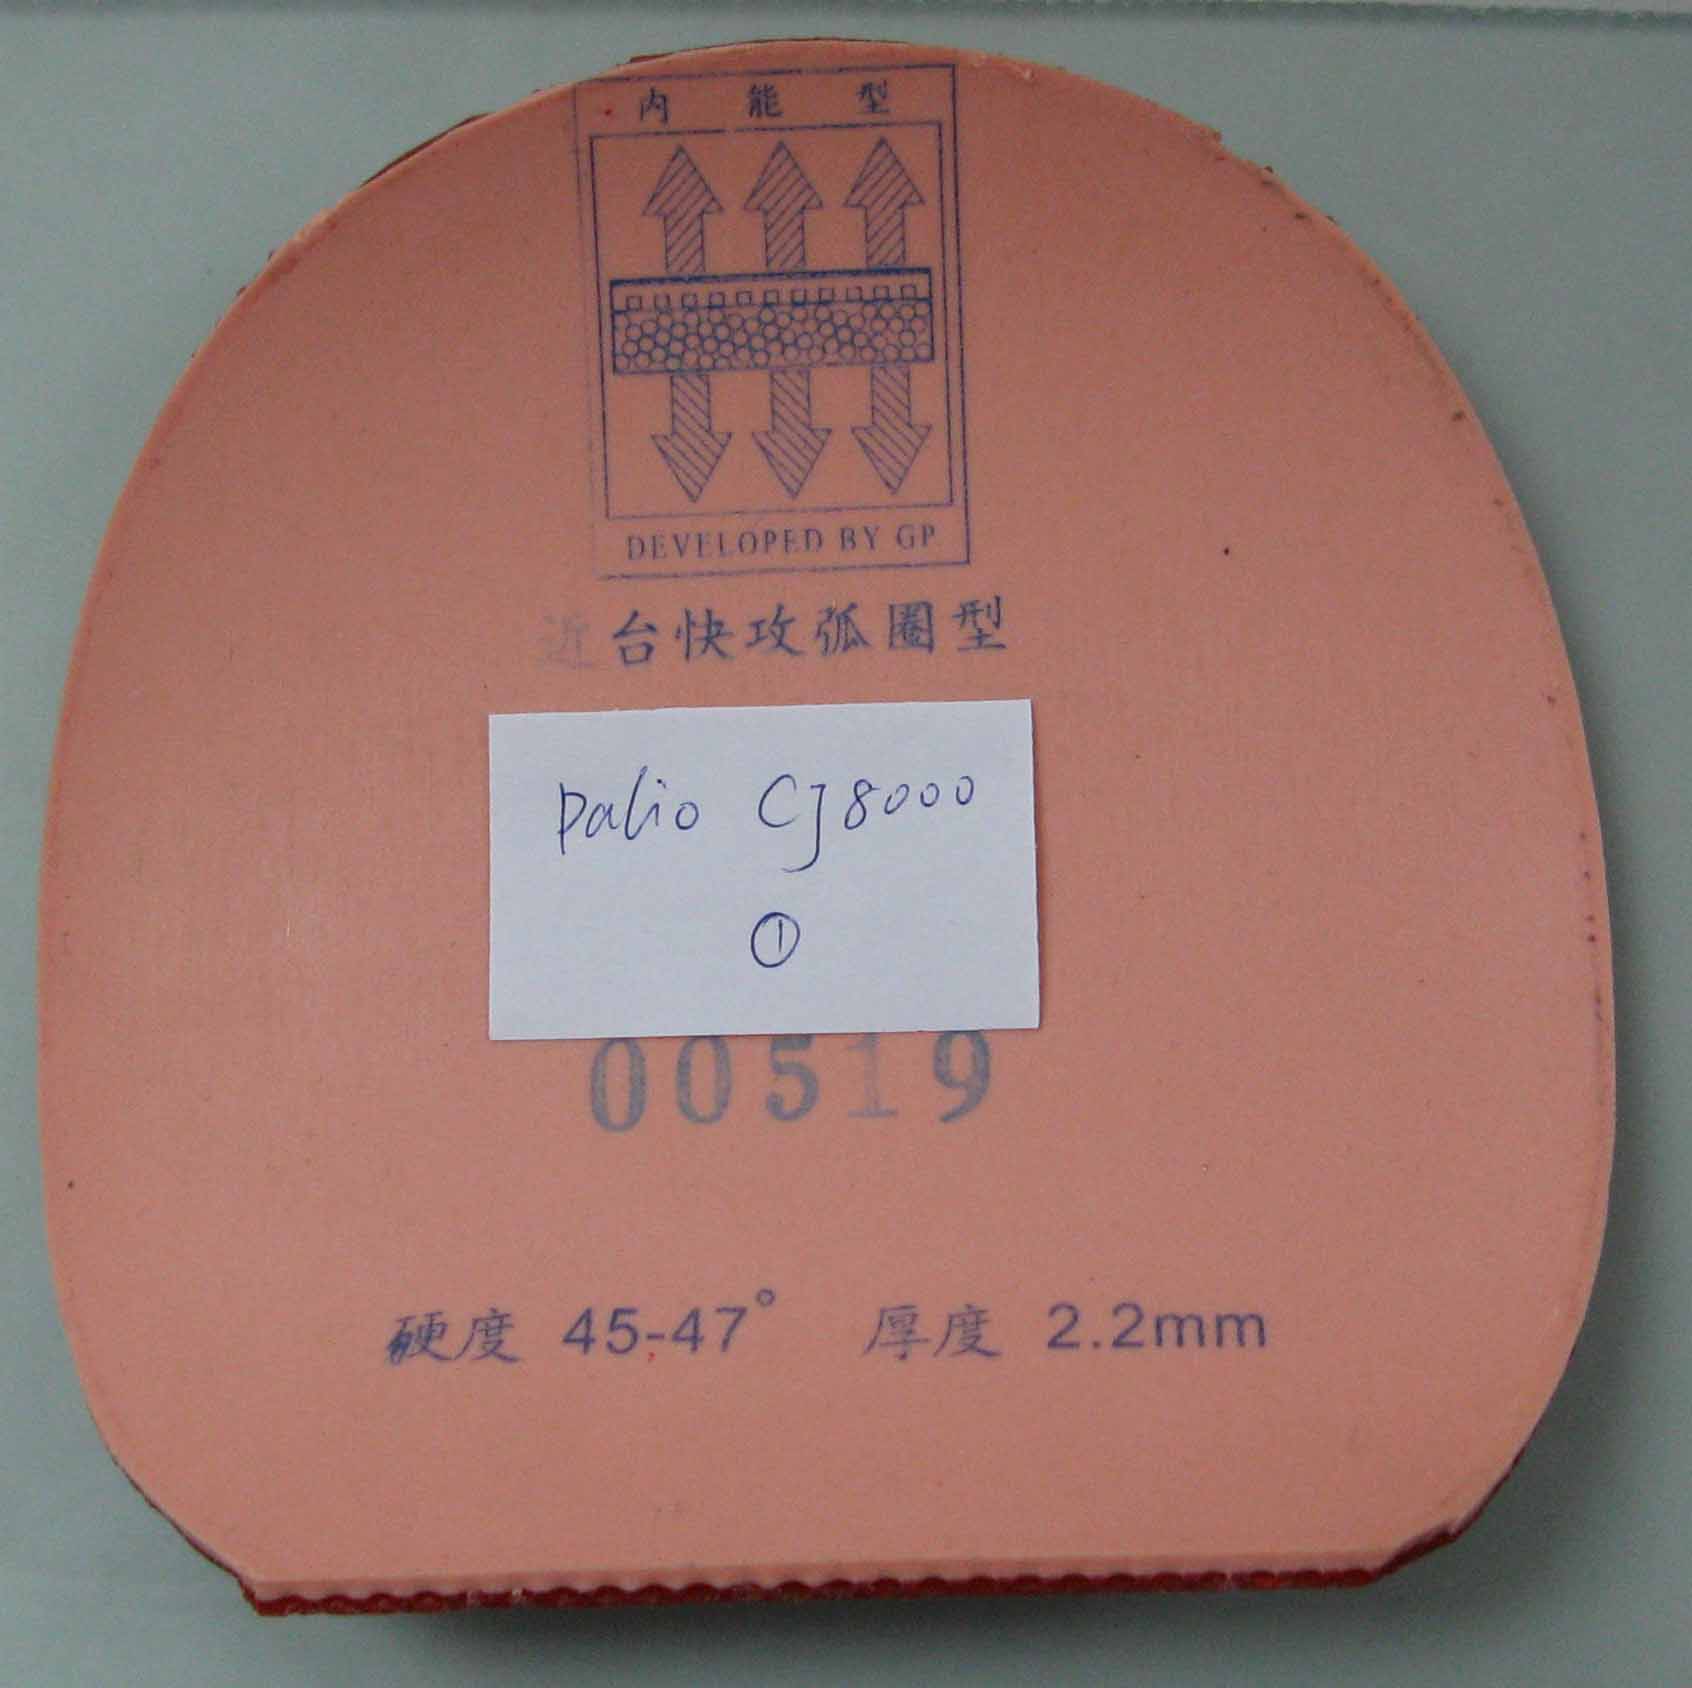 内能型
DEVELOPED BY GP
近台快攻弧圈型
Palio CJ8000
①
00519
硬度 45-47° 厚度 2.2mm